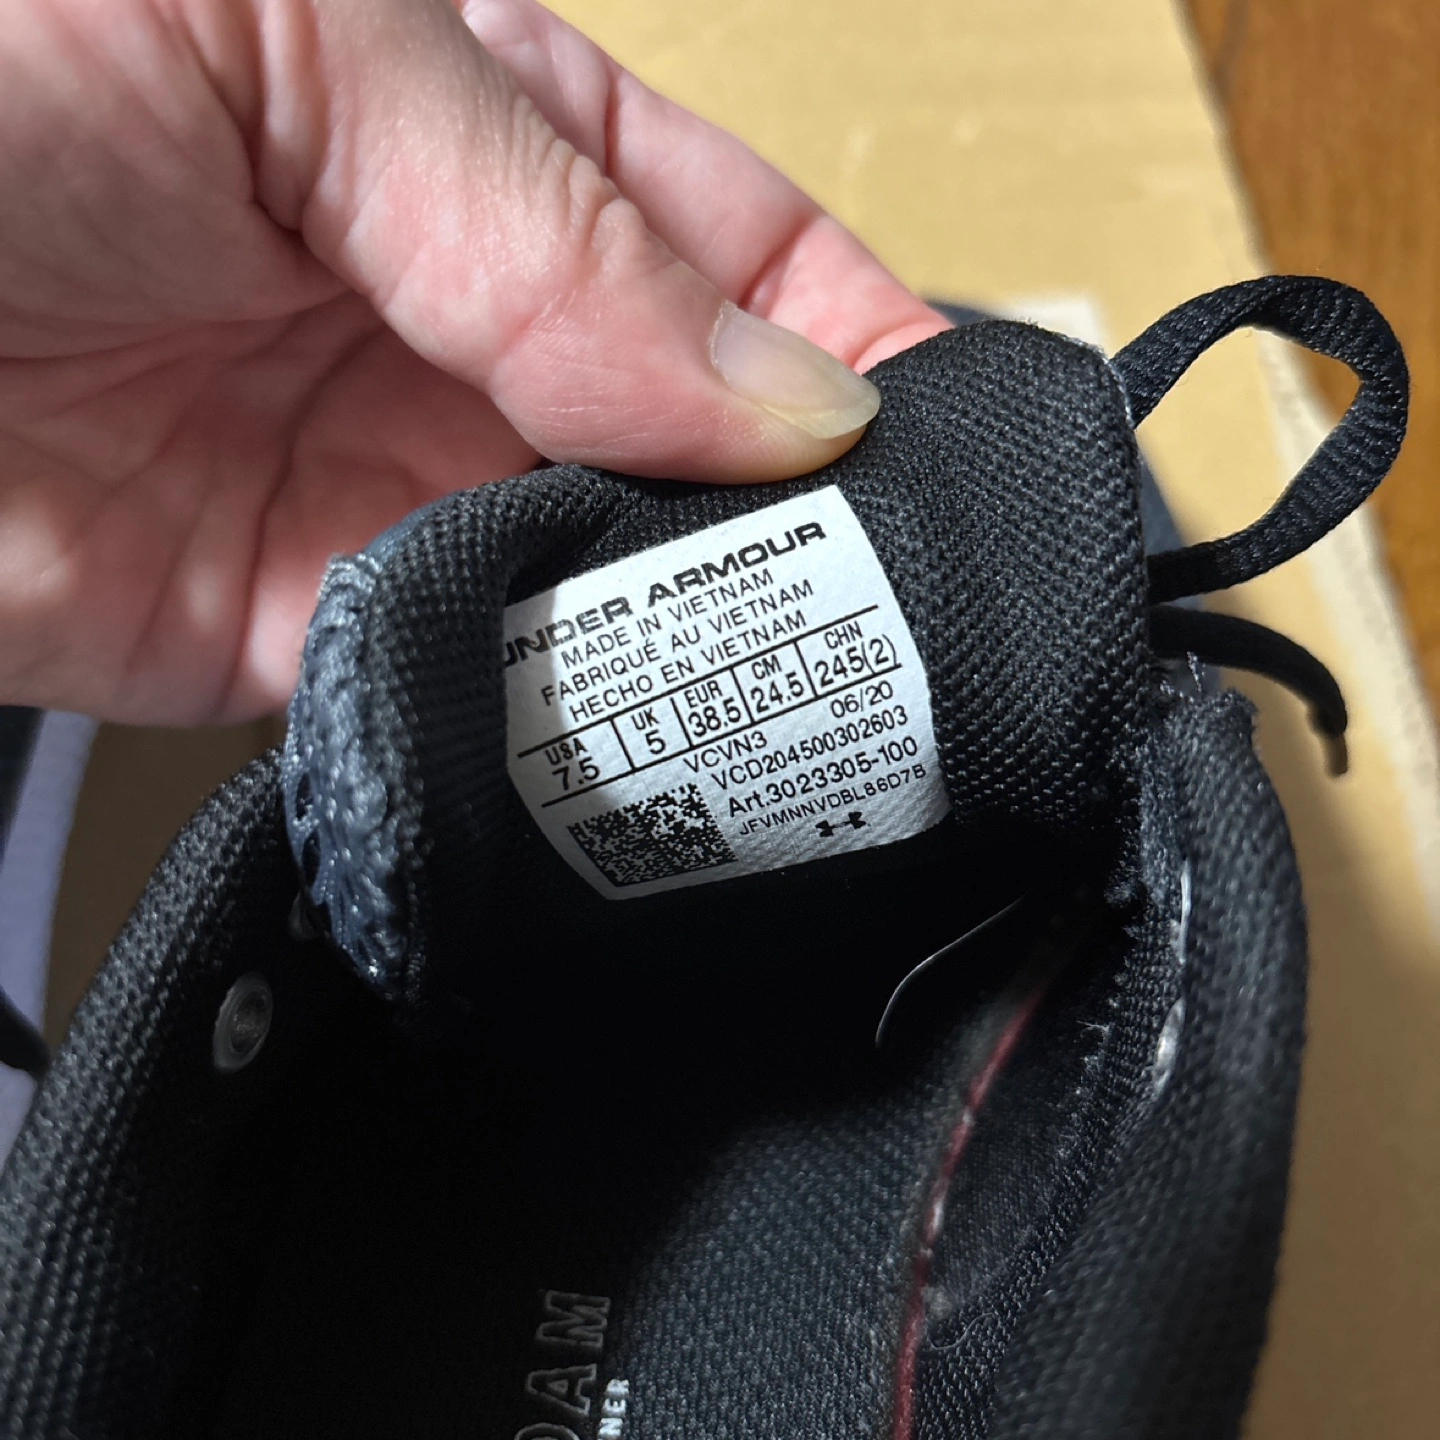 UNDER ARMOUR
MADE IN VIETNAM
FABRIQUÉ AU VIETNAM
HECHO EN VIETNAM
USA UK EUR CM CHN
7.5 5 38.5 24.5 245(2)
06/20
VCVN3
VCD204500302603
Art.3023305-100
JFVMNNVDBL86D7B